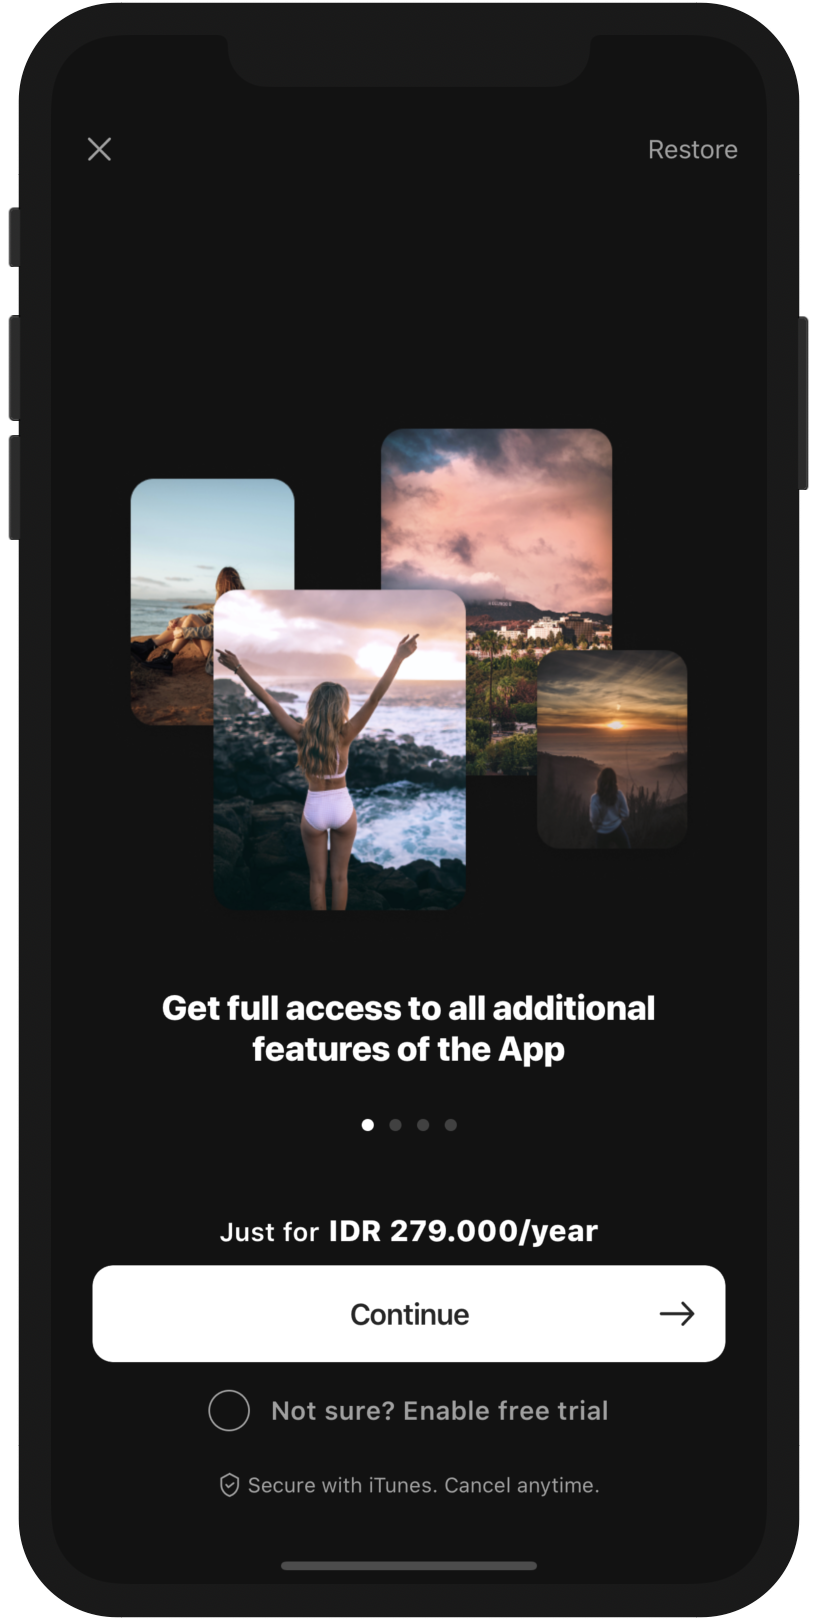 Restore
Get full access to all additional
features of the App
Just for IDR 279.000/year
Continue
Not sure? Enable free trial
Secure with iTunes. Cancel anytime.